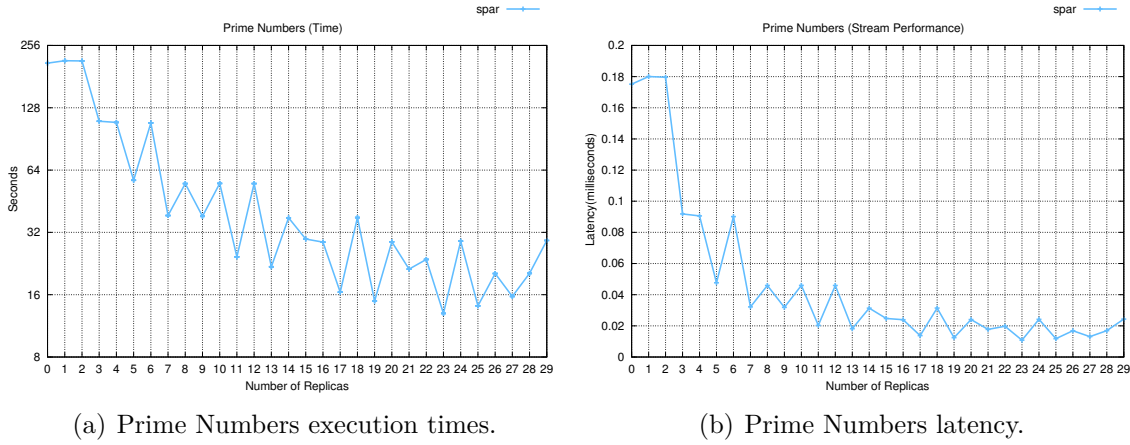 spar
Prime Numbers (Time)
256
128
64
32
16
8
Seconds
0 1 2 3 4 5 6 7 8 9 10 11 12 13 14 15 16 17 18 19 20 21 22 23 24 25 26 27 28 29
Number of Replicas
(a) Prime Numbers execution times.
spar
Prime Numbers (Stream Performance)
0.2
0.18
0.16
0.14
0.12
0.1
0.08
0.06
0.04
0.02
0
Latency(milliseconds)
0 1 2 3 4 5 6 7 8 9 10 11 12 13 14 15 16 17 18 19 20 21 22 23 24 25 26 27 28 29
Number of Replicas
(b) Prime Numbers latency.